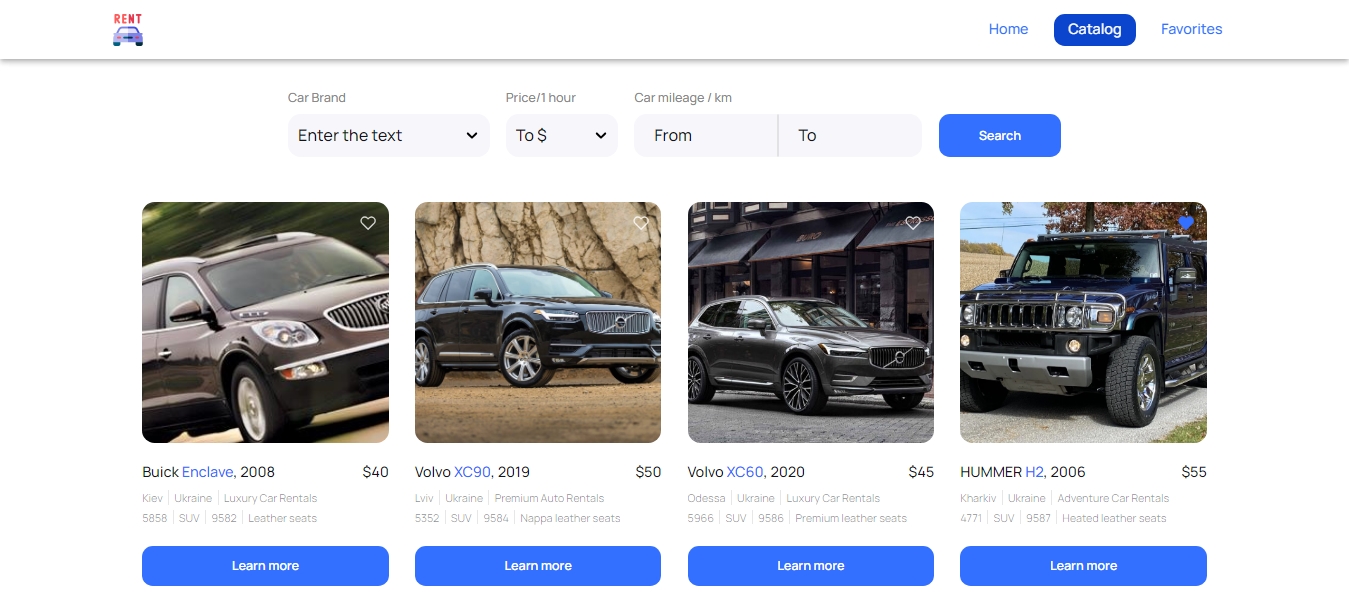 RENT
Home Catalog Favorites
Car Brand Price/1 hour Car mileage / km
Enter the text To $ From To Search
Buick Enclave, 2008 $40
Kiev Ukraine Luxury Car Rentals
5858 SUV 9582 Leather seats
Learn more
Volvo XC90, 2019 $50
Lviv Ukraine Premium Auto Rentals
5352 SUV 9584 Nappa leather seats
Learn more
Volvo XC60, 2020 $45
Odessa Ukraine Luxury Car Rentals
5966 SUV 9586 Premium leather seats
Learn more
HUMMER H2, 2006 $55
Kharkiv Ukraine Adventure Car Rentals
4771 SUV 9587 Heated leather seats
Learn more